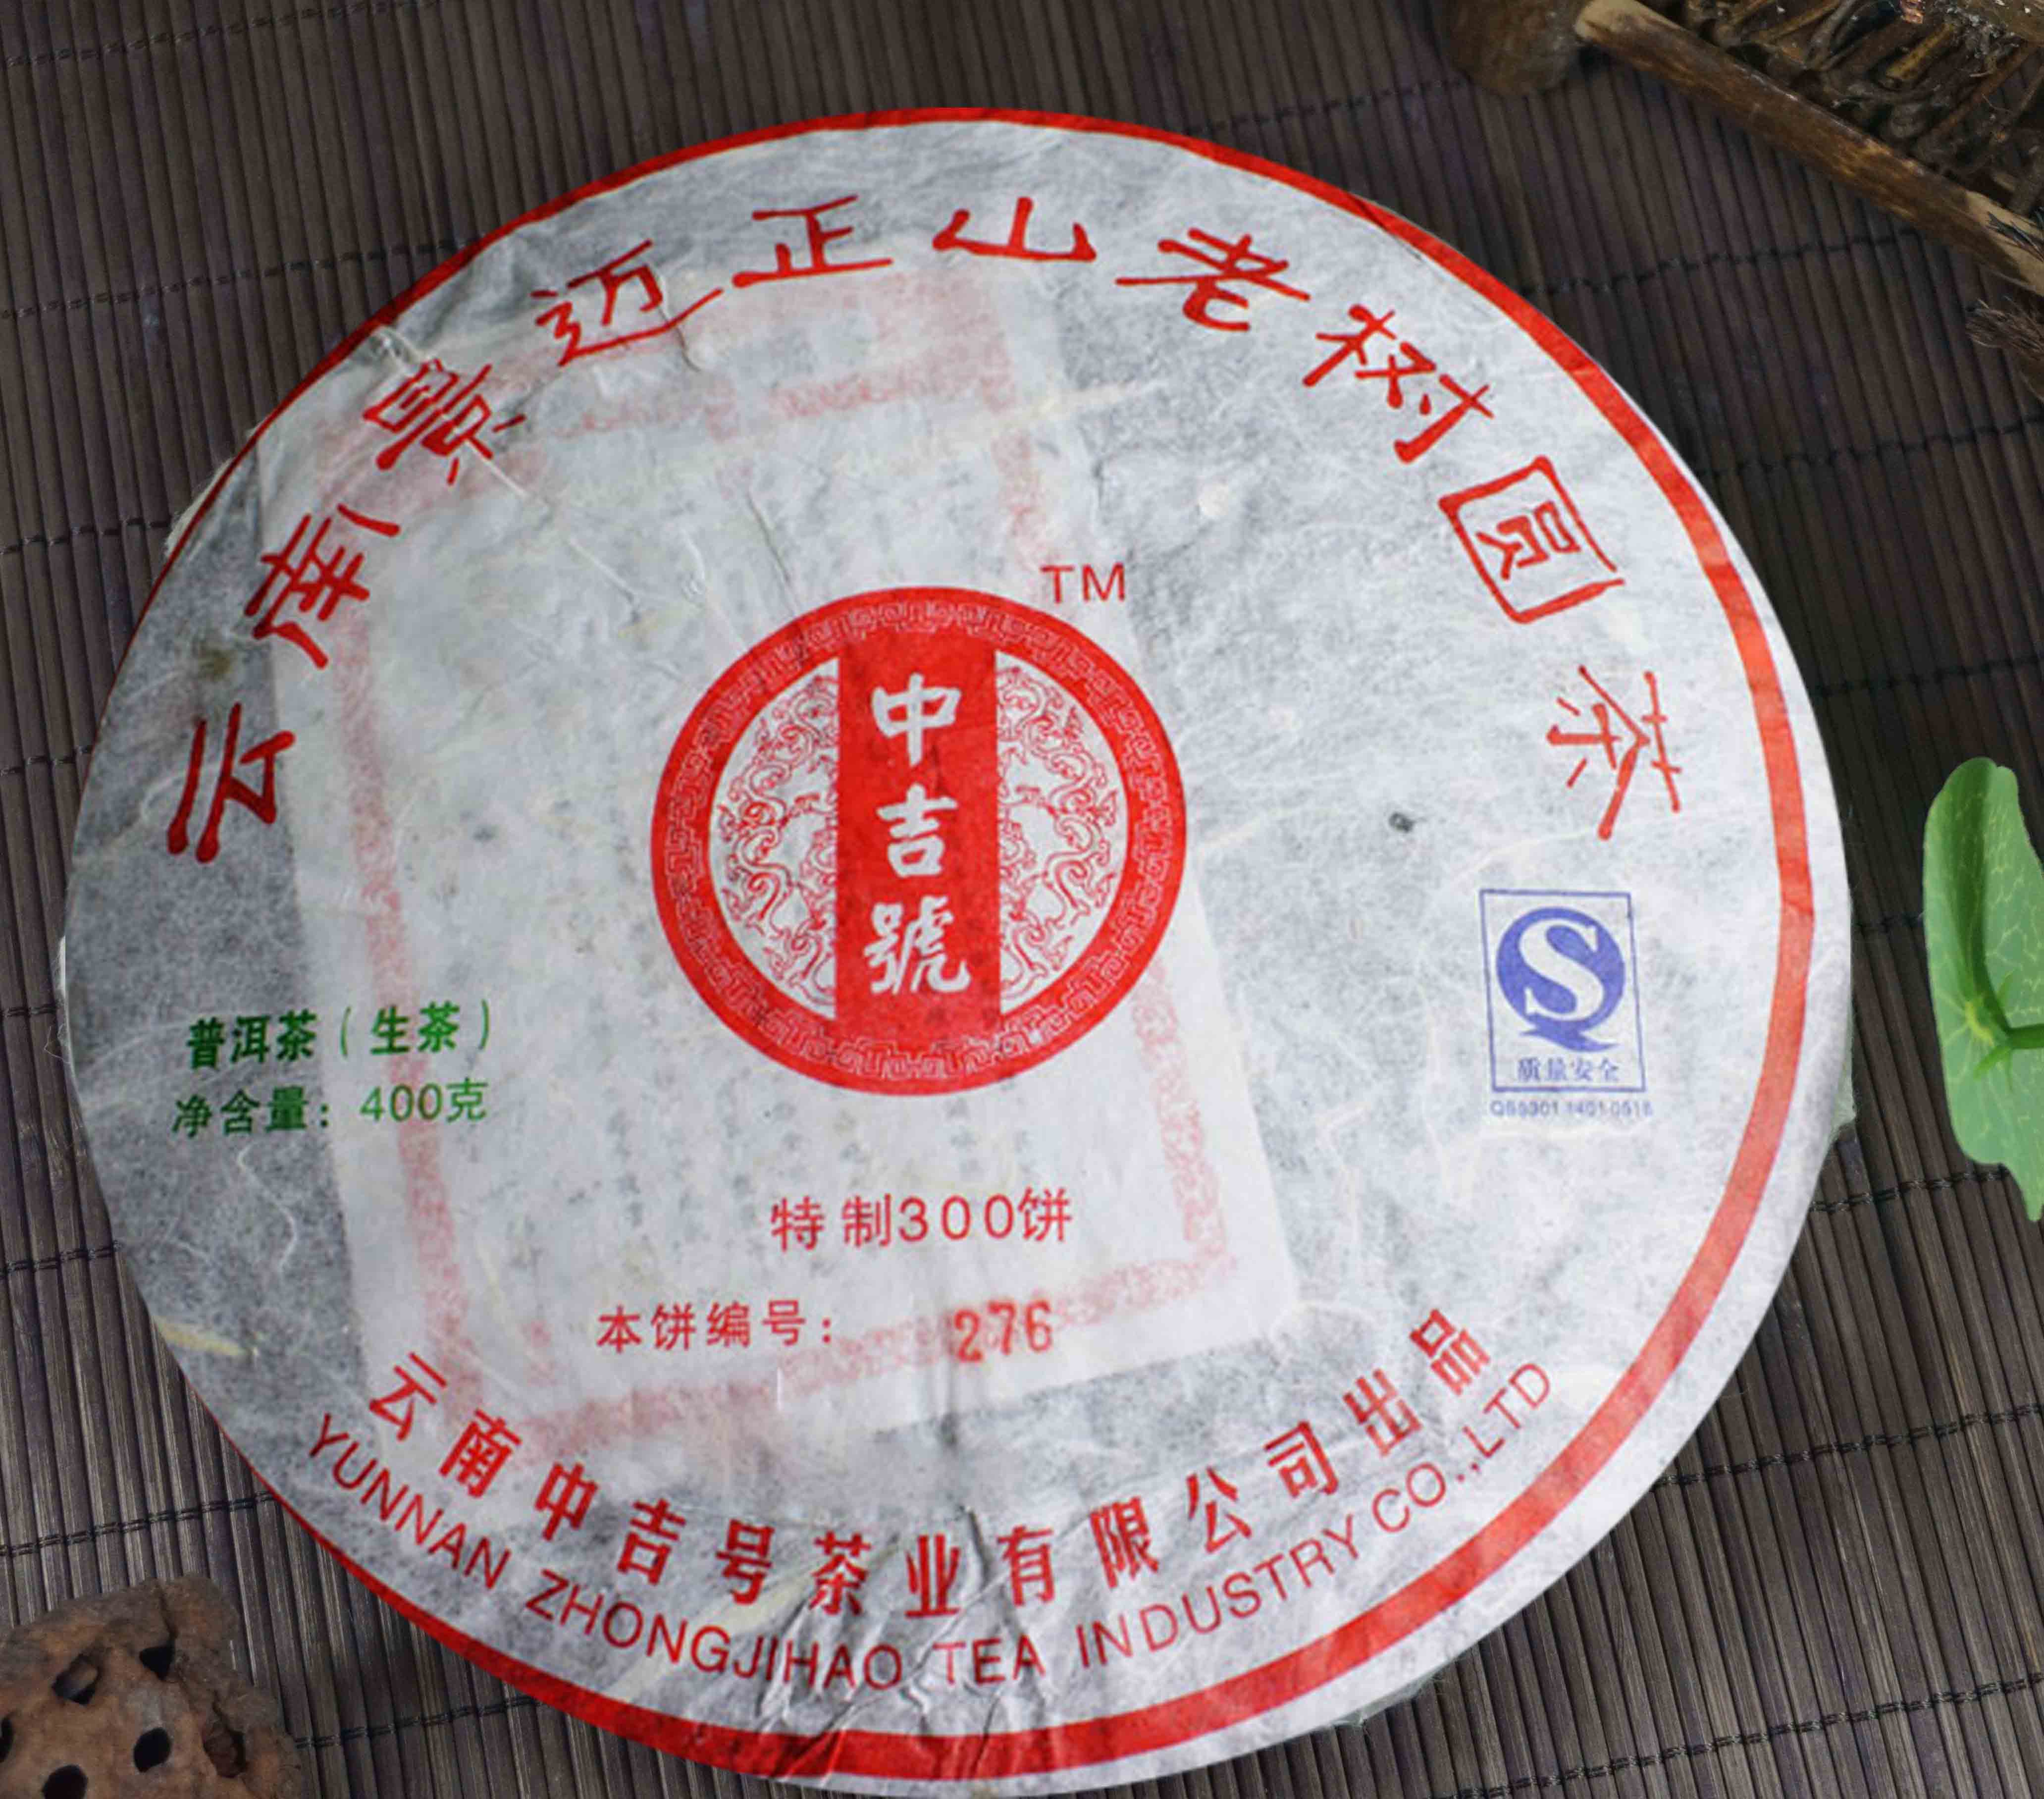 云南景迈正山老树圆茶
TM
中吉號
S
质量安全
普洱茶（生茶）
净含量：400克
特制300饼
本饼编号： 276
云南中吉号茶业有限公司出品
YUNNAN ZHONGJIHAO TEA INDUSTRY CO.,LTD